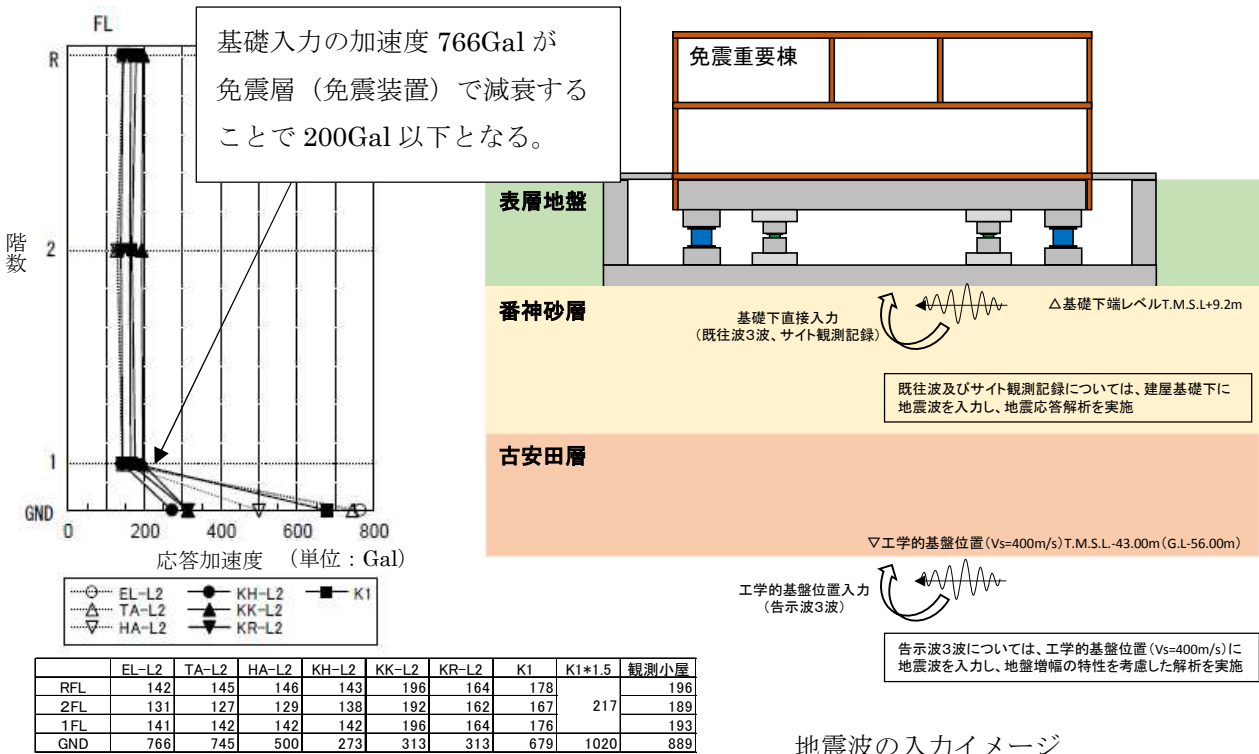 FL
R
2
1
GND
階数
0 200 400 600 800
応答加速度 (単位：Gal)
基礎入力の加速度 766Gal が
免震層（免震装置）で減衰する
ことで 200Gal 以下となる。
EL-L2 KH-L2 K1
TA-L2 KK-L2
HA-L2 KR-L2
EL-L2 TA-L2 HA-L2 KH-L2 KK-L2 KR-L2 K1 K1*1.5 観測小屋
RFL 142 145 146 143 196 164 178 217 196
2FL 131 127 129 138 192 162 167 189
1FL 141 142 142 142 196 164 176 193
GND 766 745 500 273 313 313 679 1020 889
免震重要棟
表層地盤
番神砂層
基礎下直接入力
(既往波3波、サイト観測記録)
△基礎下端レベルT.M.S.L+9.2m
既往波及びサイト観測記録については、建屋基礎下に
地震波を入力し、地震応答解析を実施
古安田層
▽工学的基盤位置(Vs=400m/s)T.M.S.L.-43.00m(G.L-56.00m)
工学的基盤位置入力
(告示波3波)
告示波3波については、工学的基盤位置(Vs=400m/s)に
地震波を入力し、地盤増幅の特性を考慮した解析を実施
地震波の入力イメージ